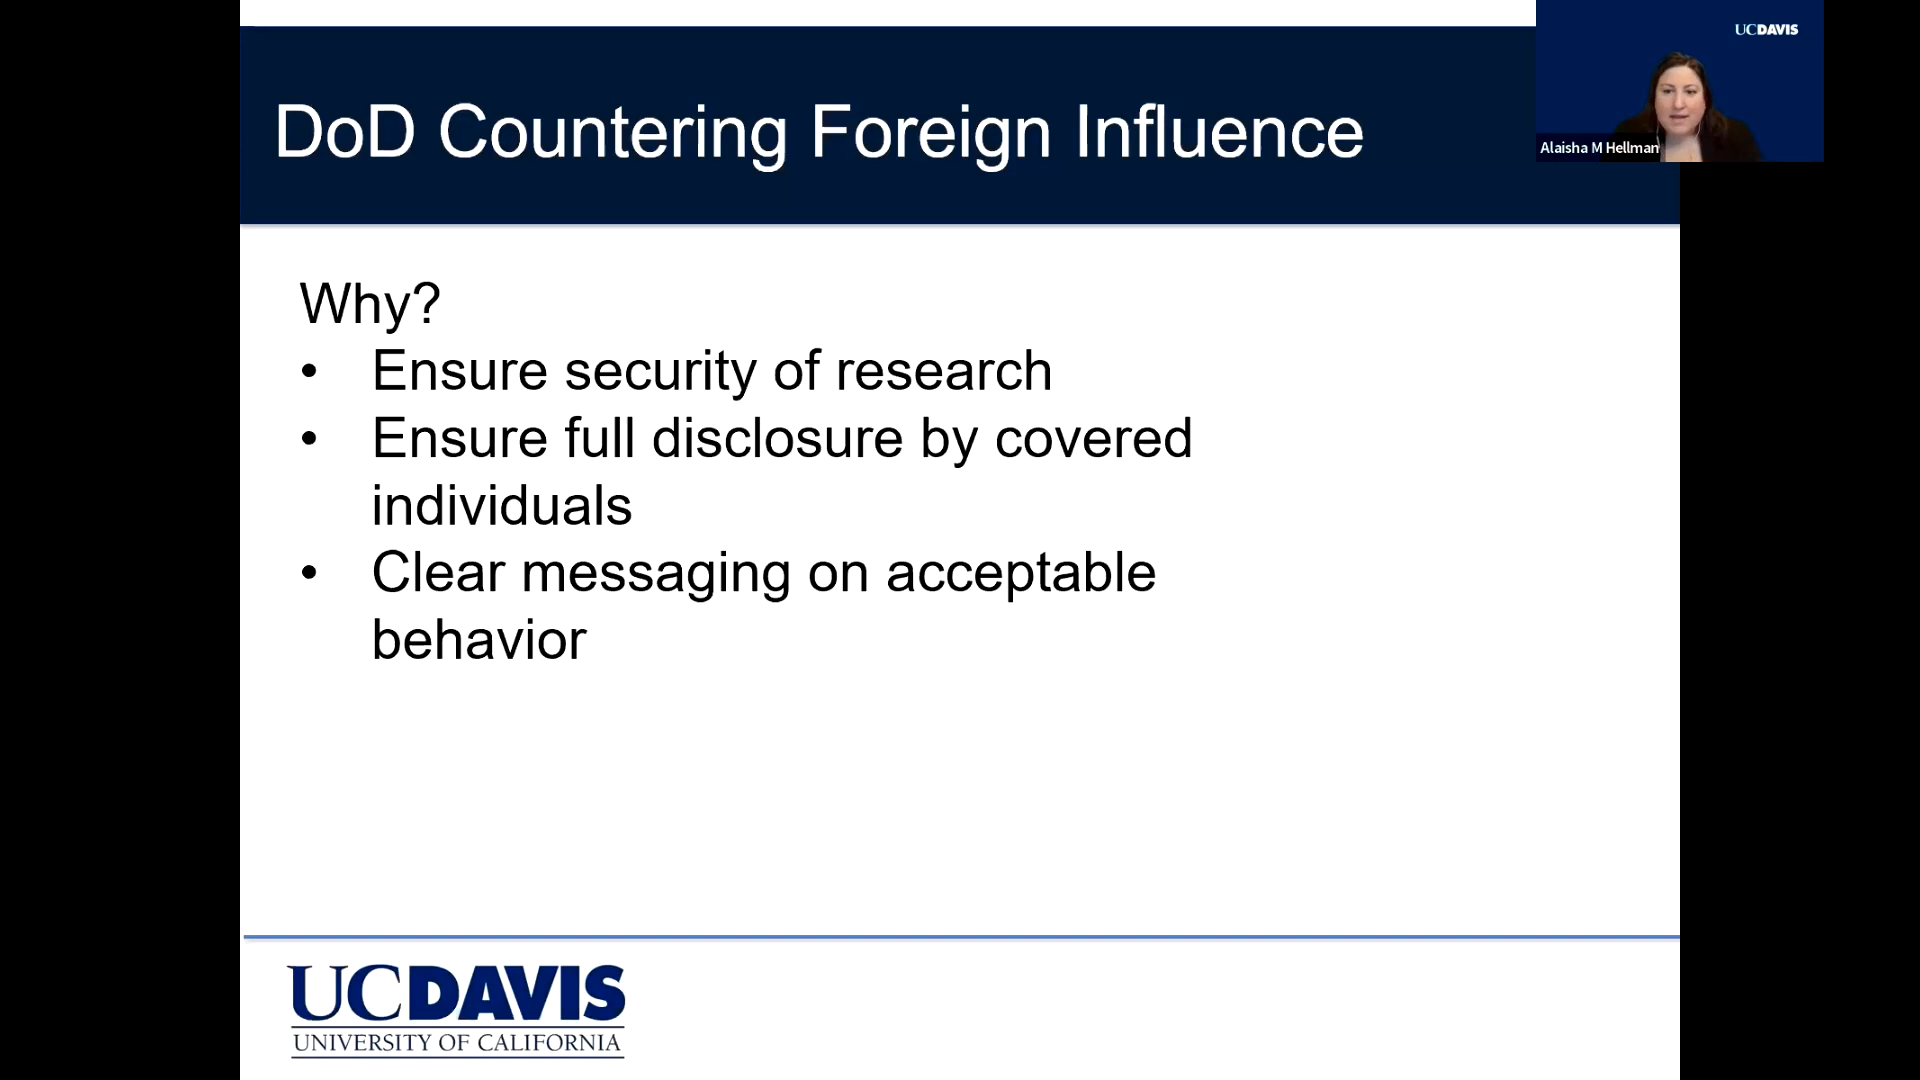 UCDAVIS
DoD Countering Foreign Influence
Alaisha M Hellman
Why?
• Ensure security of research
• Ensure full disclosure by covered
individuals
• Clear messaging on acceptable
behavior
UCDAVIS
UNIVERSITY OF CALIFORNIA